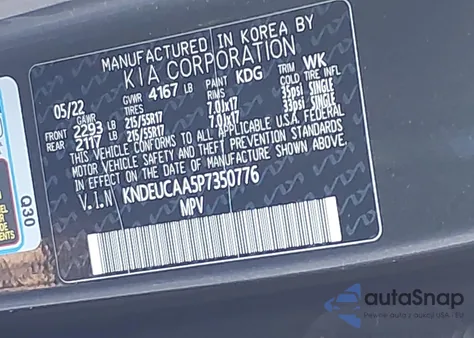 MANUFACTURED IN KOREA BY
KIA CORPORATION
05/22 GVWR 4167 LB PAINT KDG TRIM WK
GAWR TIRES RIMS COLD TIRE INFL
FRONT 2293 LB 215/55R17 7.0Jx17 35psi SINGLE
REAR 2117 LB 215/55R17 7.0Jx17 33psi SINGLE
THIS VEHICLE CONFORMS TO ALL APPLICABLE U.S.A. FEDERAL
MOTOR VEHICLE SAFETY AND THEFT PREVENTION STANDARDS
IN EFFECT ON THE DATE OF MANUFACTURE SHOWN ABOVE.
V.I.N KNDEUCAA5P7350776
MPV
Q30
autoSnap